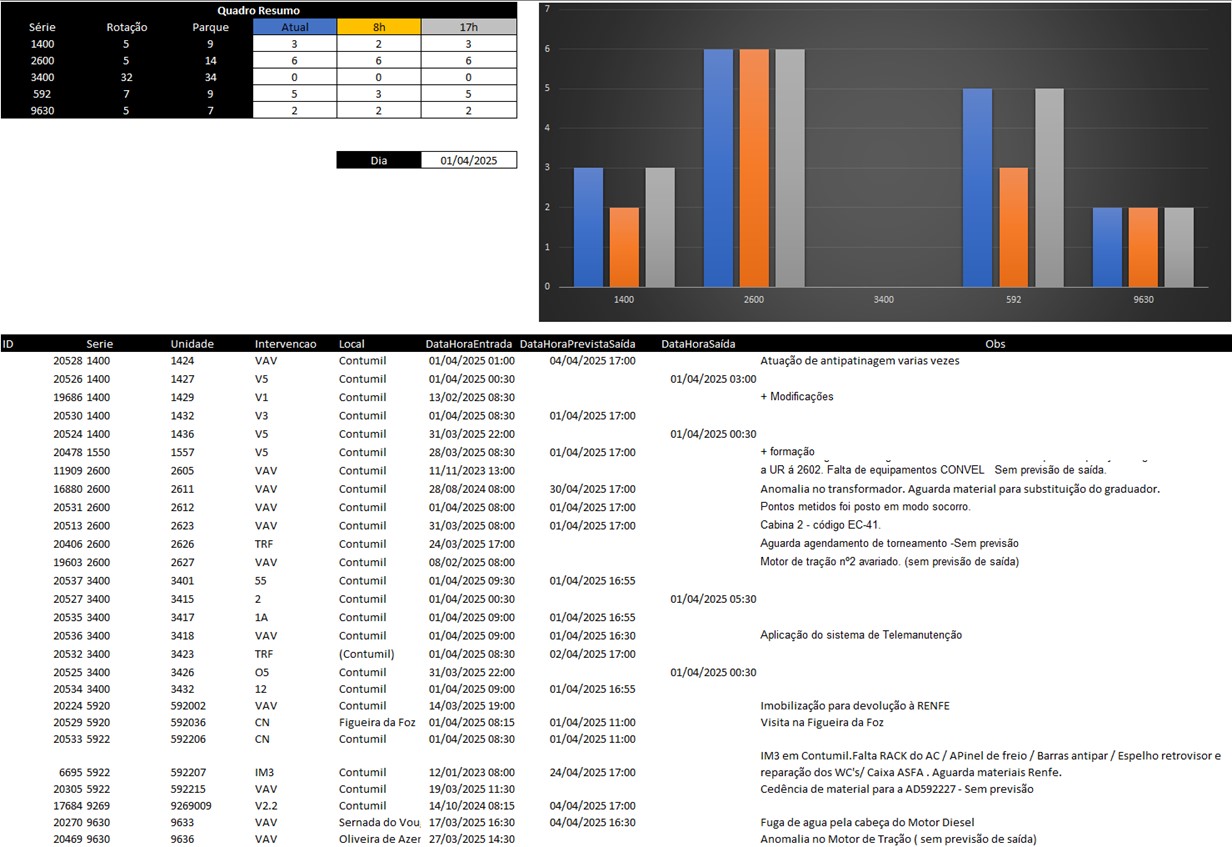 Quadro Resumo
Série Rotação Parque Atual 8h 17h
1400 5 9 3 2 3
2600 5 14 6 6 6
3400 32 34 0 0 0
592 7 9 5 3 5
9630 5 7 2 2 2
Dia 01/04/2025
7
6
5
4
3
2
1
0
1400 2600 3400 592 9630
ID Serie Unidade Intervencao Local DataHoraEntrada DataHoraPrevistaSaída DataHoraSaída Obs
20528 1400 1424 VAV Contumil 01/04/2025 01:00 04/04/2025 17:00 Atuação de antipatinagem varias vezes
20526 1400 1427 V5 Contumil 01/04/2025 00:30 01/04/2025 03:00
19686 1400 1429 V1 Contumil 13/02/2025 08:30 + Modificações
20530 1400 1432 V3 Contumil 01/04/2025 08:30 01/04/2025 17:00
20524 1400 1436 V5 Contumil 31/03/2025 22:00 01/04/2025 00:30
20478 1550 1557 V5 Contumil 28/03/2025 08:30 01/04/2025 17:00 + formação
11909 2600 2605 VAV Contumil 11/11/2023 13:00 a UR á 2602. Falta de equipamentos CONVEL Sem previsão de saída.
16880 2600 2611 VAV Contumil 28/08/2024 08:00 30/04/2025 17:00 Anomalia no transformador. Aguarda material para substituição do graduador.
20531 2600 2612 VAV Contumil 01/04/2025 08:00 01/04/2025 17:00 Pontos metidos foi posto em modo socorro.
20513 2600 2623 VAV Contumil 31/03/2025 08:00 01/04/2025 17:00 Cabina 2 - código EC-41.
20406 2600 2626 TRF Contumil 24/03/2025 17:00 Aguarda agendamento de torneamento -Sem previsão
19603 2600 2627 VAV Contumil 08/02/2025 08:00 Motor de tração nº2 avariado. (sem previsão de saída)
20537 3400 3401 55 Contumil 01/04/2025 09:30 01/04/2025 16:55
20527 3400 3415 2 Contumil 01/04/2025 00:30 01/04/2025 05:30
20535 3400 3417 1A Contumil 01/04/2025 09:00 01/04/2025 16:55
20536 3400 3418 VAV Contumil 01/04/2025 09:00 01/04/2025 16:30 Aplicação do sistema de Telemanutenção
20532 3400 3423 TRF (Contumil) 01/04/2025 08:30 02/04/2025 17:00
20525 3400 3426 O5 Contumil 31/03/2025 22:00 01/04/2025 00:30
20534 3400 3432 12 Contumil 01/04/2025 09:00 01/04/2025 16:55
20224 5920 592002 VAV Contumil 14/03/2025 19:00 Imobilização para devolução à RENFE
20529 5920 592036 CN Figueira da Foz 01/04/2025 08:15 01/04/2025 11:00 Visita na Figueira da Foz
20533 5922 592206 CN Contumil 01/04/2025 08:30 01/04/2025 11:00
IM3 em Contumil.Falta RACK do AC / APinel de freio / Barras antipar / Espelho retrovisor e
6695 5922 592207 IM3 Contumil 12/01/2023 08:00 24/04/2025 17:00 reparação dos WC's/ Caixa ASFA . Aguarda materiais Renfe.
20305 5922 592215 VAV Contumil 19/03/2025 11:30 Cedência de material para a AD592227 - Sem previsão
17684 9269 9269009 V2.2 Contumil 14/10/2024 08:15 04/04/2025 17:00
20270 9630 9633 VAV Sernada do Vou 17/03/2025 16:30 04/04/2025 16:30 Fuga de agua pela cabeça do Motor Diesel
20469 9630 9636 VAV Oliveira de Azer 27/03/2025 14:30 Anomalia no Motor de Tração ( sem previsão de saída)